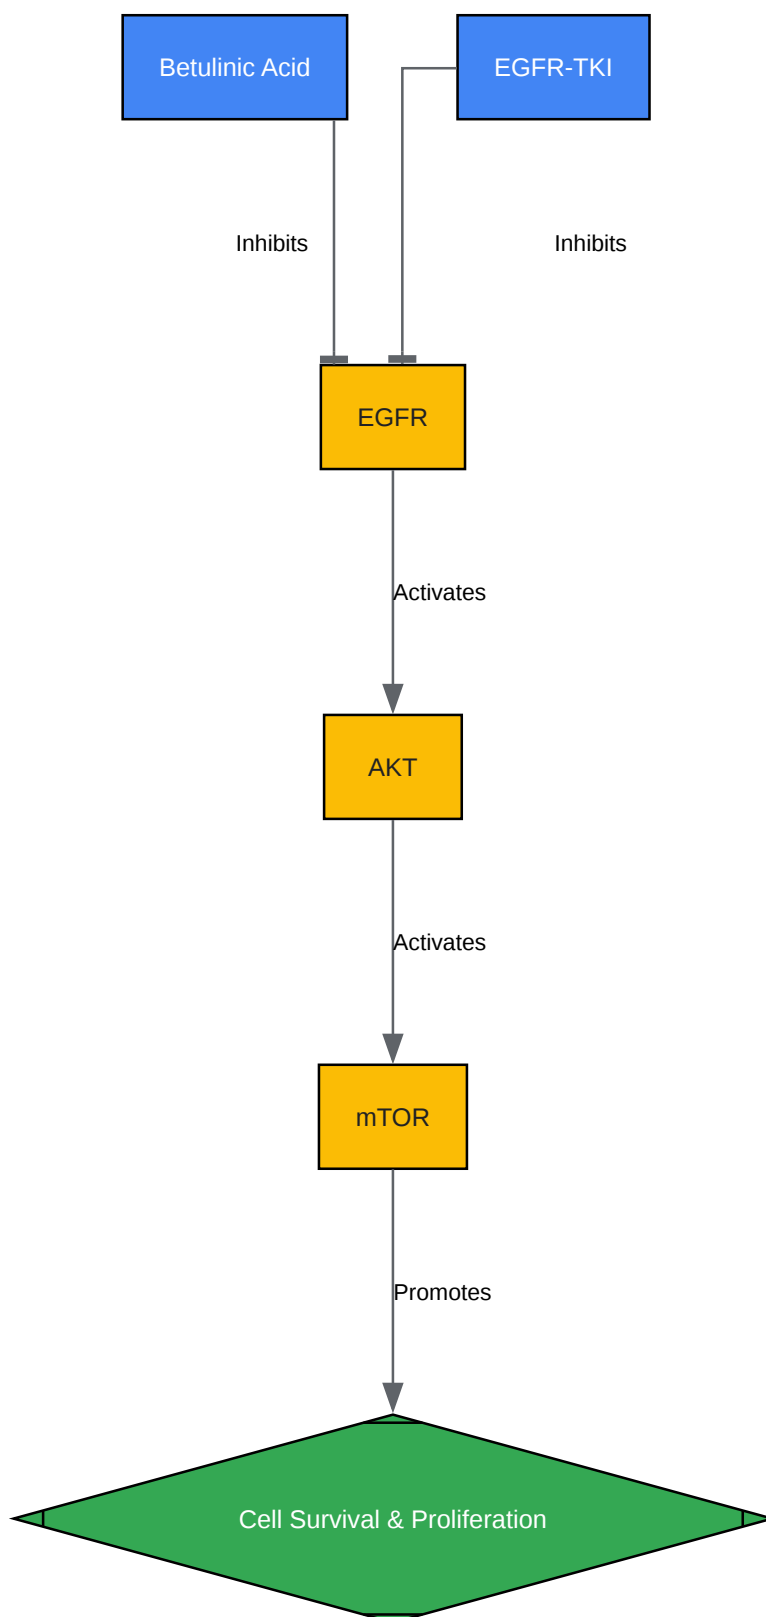 Betulinic Acid
EGFR-TKI
Inhibits
Inhibits
EGFR
Activates
AKT
Activates
mTOR
Promotes
Cell Survival & Proliferation